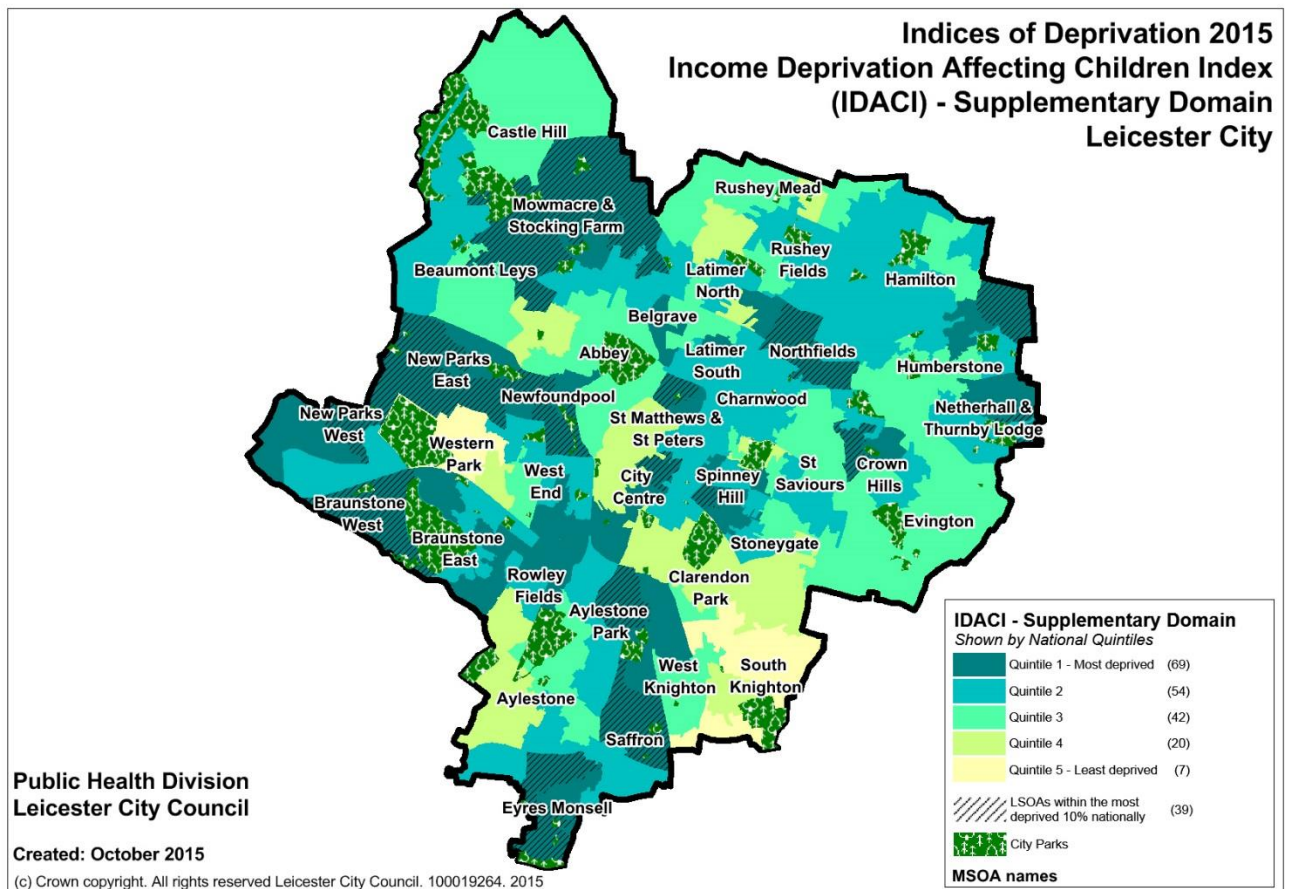 Indices of Deprivation 2015
Income Deprivation Affecting Children Index
(IDACI) - Supplementary Domain
Leicester City
Castle Hill
Rushey Mead
Mowmacre &
Stocking Farm
Rushey
Fields
Beaumont Leys
Latimer
North
Hamilton
Belgrave
Abbey
Latimer
South
Northfields
New Parks
East
Humberstone
Newfoundpool
Charnwood
Netherhall &
Thurnby Lodge
New Parks
West
St Matthews &
St Peters
Western
Park
West
End
City
Centre
Spinney
Hill
St
Saviours
Crown
Hills
Braunstone
West
Evington
Braunstone
East
Stoneygate
Rowley
Fields
Clarendon
Park
Aylestone
Park
West
Knighton
South
Knighton
Aylestone
Saffron
Eyres Monsell
IDACI - Supplementary Domain
Shown by National Quintiles
Quintile 1 - Most deprived (69)
Quintile 2 (54)
Quintile 3 (42)
Quintile 4 (20)
Quintile 5 - Least deprived (7)
LSOAs within the most
deprived 10% nationally (39)
City Parks
MSOA names
Public Health Division
Leicester City Council
Created: October 2015
(c) Crown copyright. All rights reserved Leicester City Council. 100019264. 2015